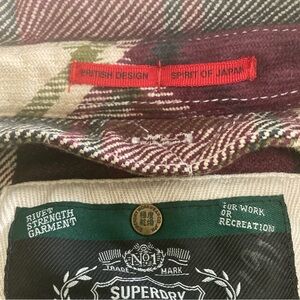 BRITISH DESIGN SPIRIT OF JAPAN
RIVET
STRENGTH
GARMENT
FOR WORK
OR
RECREATION
No1
TRADE MARK
SUPERDRY